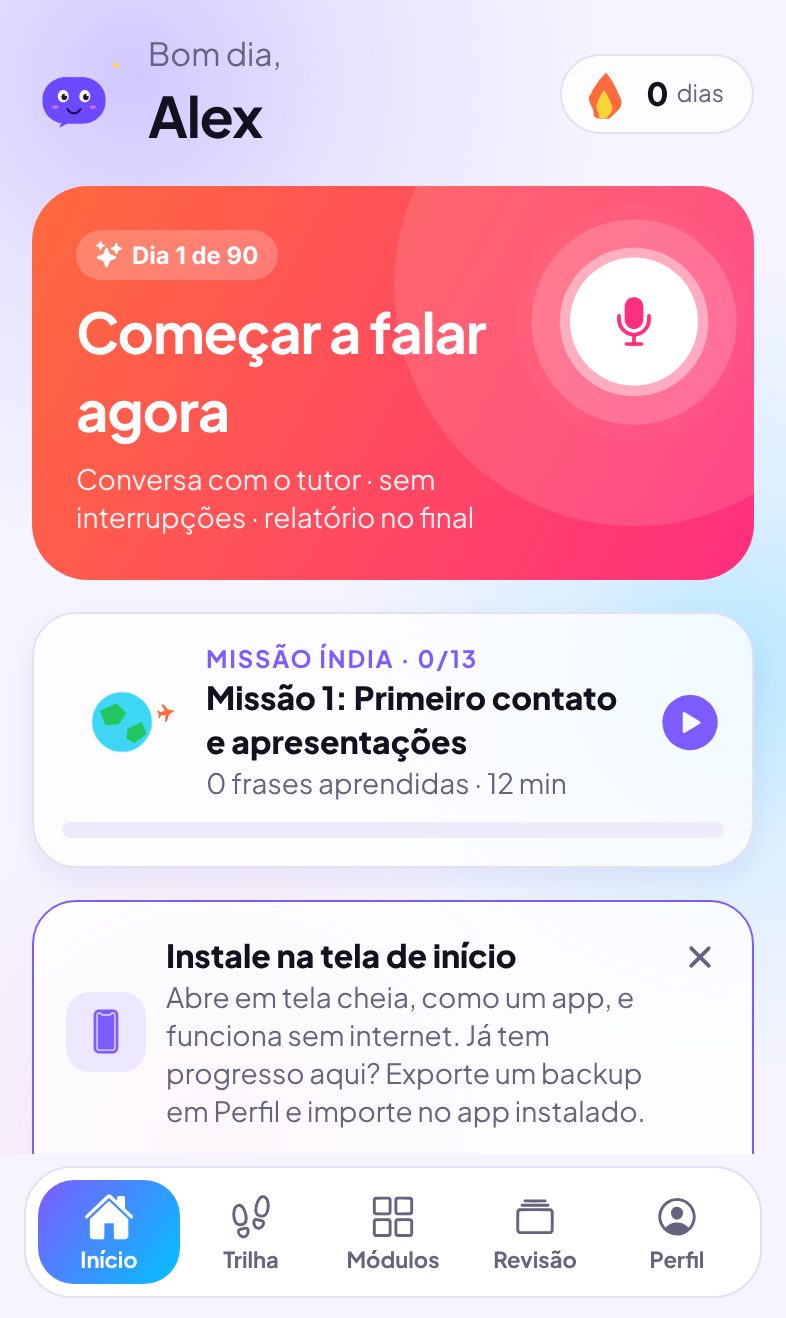 Bom dia,
Alex
0 dias
Dia 1 de 90
Começar a falar
agora
Conversa com o tutor · sem
interrupções · relatório no final
MISSÃO ÍNDIA · 0/13
Missão 1: Primeiro contato
e apresentações
0 frases aprendidas · 12 min
Instale na tela de início
Abre em tela cheia, como um app, e
funciona sem internet. Já tem
progresso aqui? Exporte um backup
em Perfil e importe no app instalado.
Início
Trilha
Módulos
Revisão
Perfil